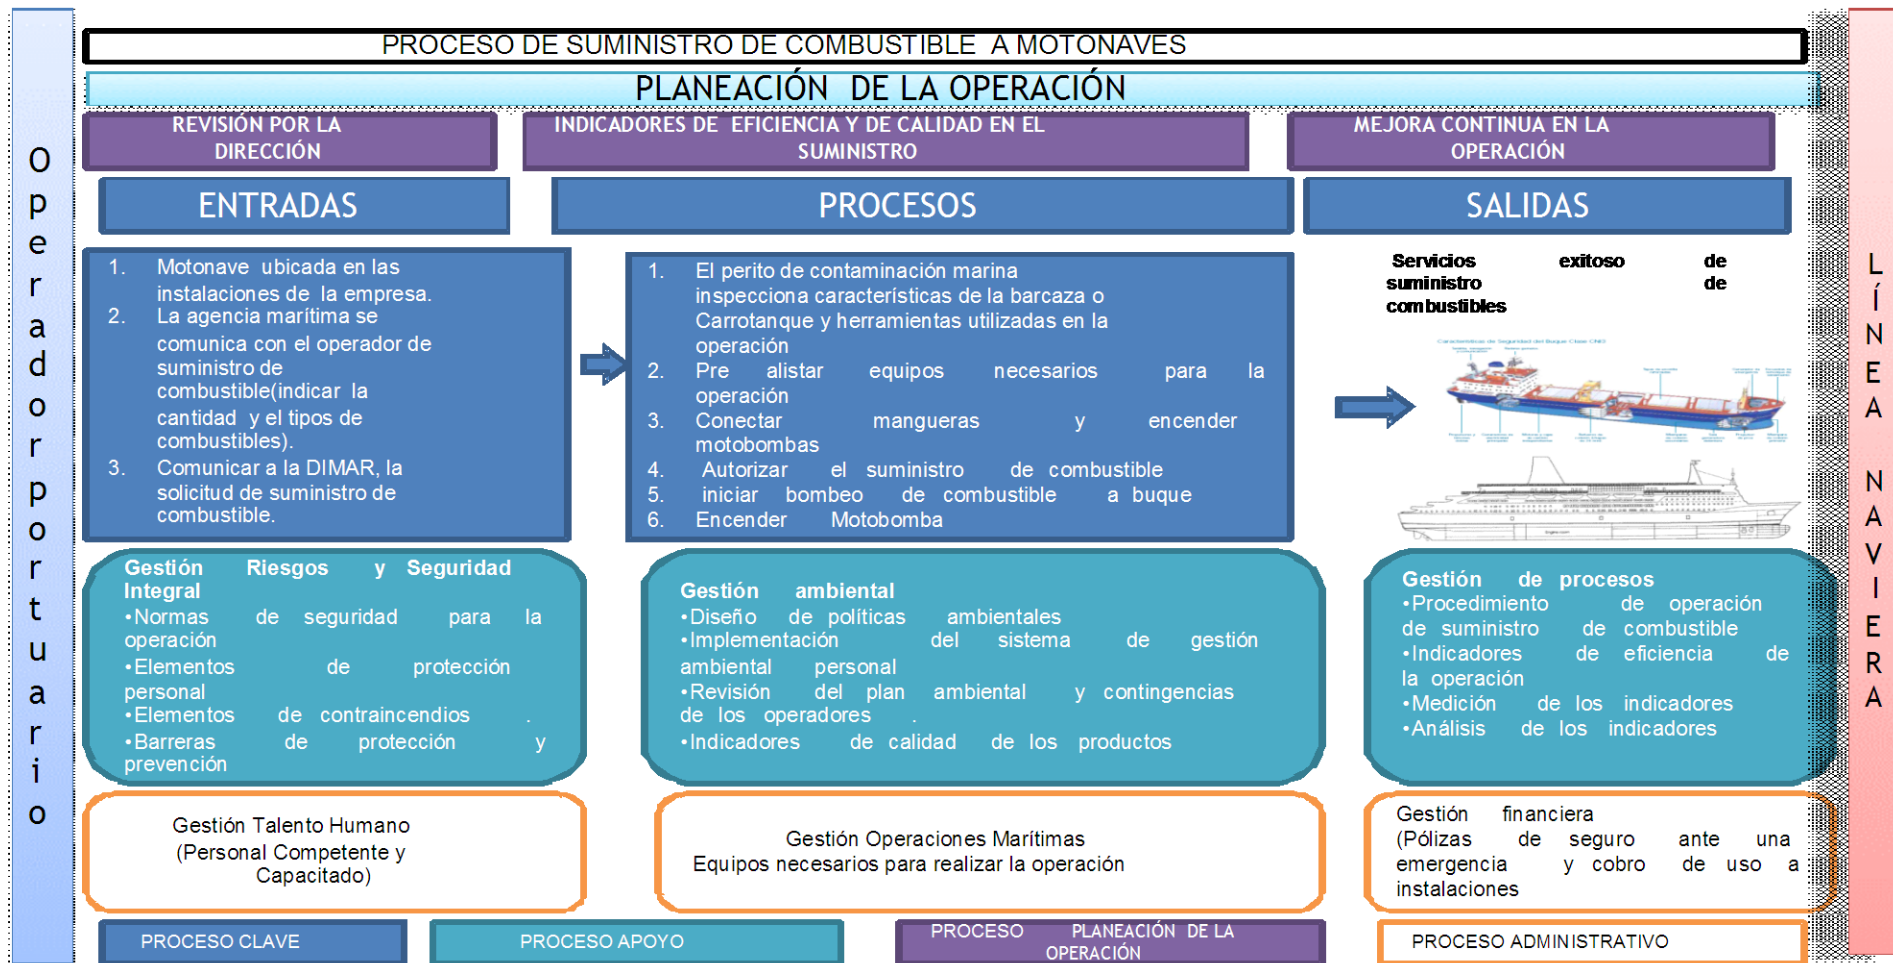 PROCESO DE SUMINISTRO DE COMBUSTIBLE A MOTONAVES
PLANEACIÓN DE LA OPERACIÓN
REVISIÓN POR LA
DIRECCIÓN
INDICADORES DE EFICIENCIA Y DE CALIDAD EN EL
SUMINISTRO
MEJORA CONTINUA EN LA
OPERACIÓN
Operador portuario
ENTRADAS
PROCESOS
SALIDAS
1. Motonave ubicada en las
instalaciones de la empresa.
2. La agencia marítima se
comunica con el operador de
suministro de
combustible(indicar la
cantidad y el tipos de
combustibles).
3. Comunicar a la DIMAR, la
solicitud de suministro de
combustible.
1. El perito de contaminación marina
inspecciona características de la barcaza o
Carrotanque y herramientas utilizadas en la
operación
2. Pre alistar equipos necesarios para la
operación
3. Conectar mangueras y encender
motobombas
4. Autorizar el suministro de combustible
5. iniciar bombeo de combustible a buque
6. Encender Motobomba
Servicios exitoso de
suministro de
combustibles
Características de Seguridad del Buque Clase CNG
LÍNEA NAVIERA
Gestión Riesgos y Seguridad
Integral
•Normas de seguridad para la
operación
•Elementos de protección
personal
•Elementos de contraincendios .
•Barreras de protección y
prevención
Gestión ambiental
•Diseño de políticas ambientales
•Implementación del sistema de gestión
ambiental personal
•Revisión del plan ambiental y contingencias
de los operadores .
•Indicadores de calidad de los productos
Gestión de procesos
•Procedimiento de operación
de suministro de combustible
•Indicadores de eficiencia de
la operación
•Medición de los indicadores
•Análisis de los indicadores
Gestión Talento Humano
(Personal Competente y
Capacitado)
Gestión Operaciones Marítimas
Equipos necesarios para realizar la operación
Gestión financiera
(Pólizas de seguro ante una
emergencia y cobro de uso a
instalaciones
PROCESO CLAVE
PROCESO APOYO
PROCESO PLANEACIÓN DE LA
OPERACIÓN
PROCESO ADMINISTRATIVO